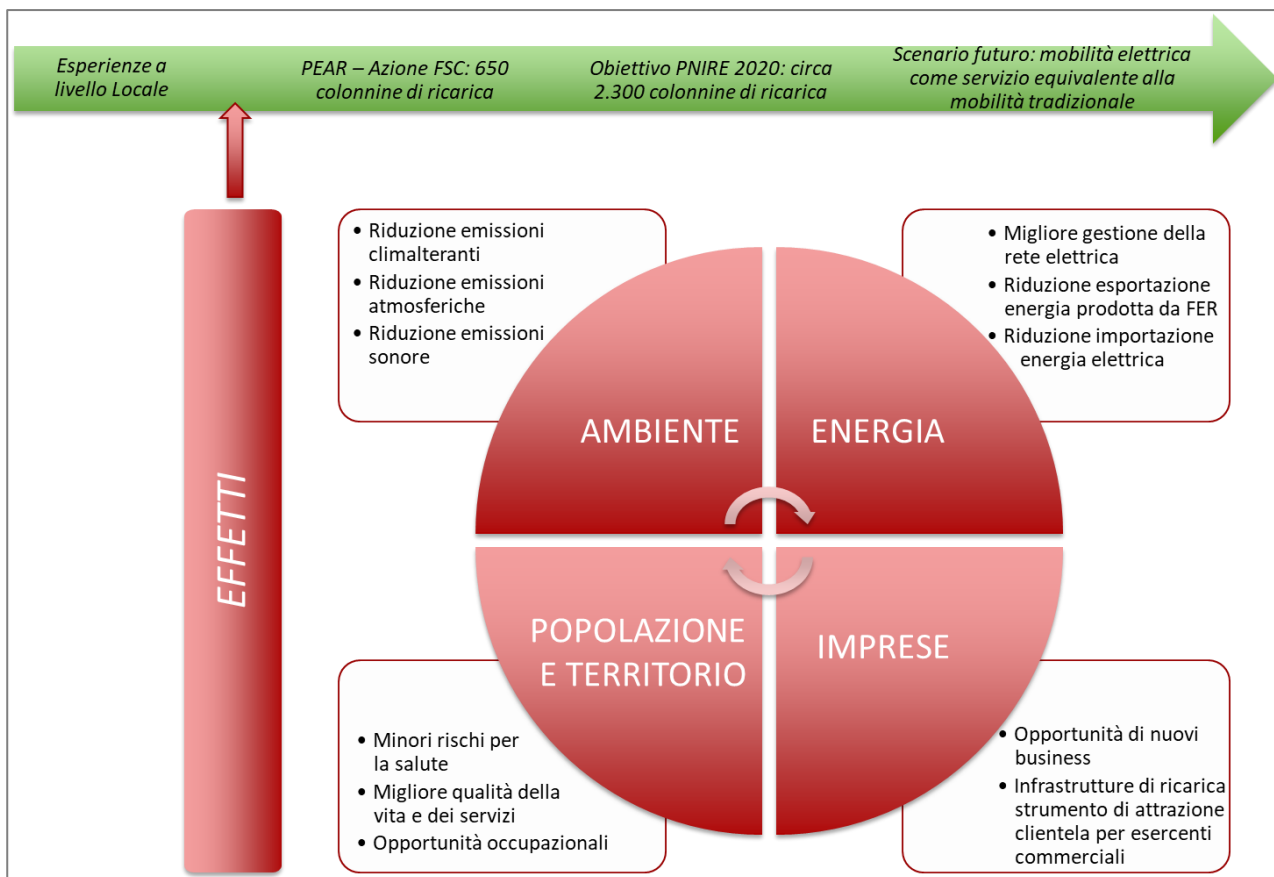 Esperienze a
livello Locale
PEAR – Azione FSC: 650
colonnine di ricarica
Obiettivo PNIRE 2020: circa
2.300 colonnine di ricarica
Scenario futuro: mobilità elettrica
come servizio equivalente alla
mobilità tradizionale
EFFETTI
• Riduzione emissioni
climalteranti
• Riduzione emissioni
atmosferiche
• Riduzione emissioni
sonore
• Migliore gestione della
rete elettrica
• Riduzione esportazione
energia prodotta da FER
• Riduzione importazione
energia elettrica
AMBIENTE
ENERGIA
POPOLAZIONE
E TERRITORIO
IMPRESE
• Minori rischi per
la salute
• Migliore qualità della
vita e dei servizi
• Opportunità occupazionali
• Opportunità di nuovi
business
• Infrastrutture di ricarica
strumento di attrazione
clientela per esercenti
commerciali